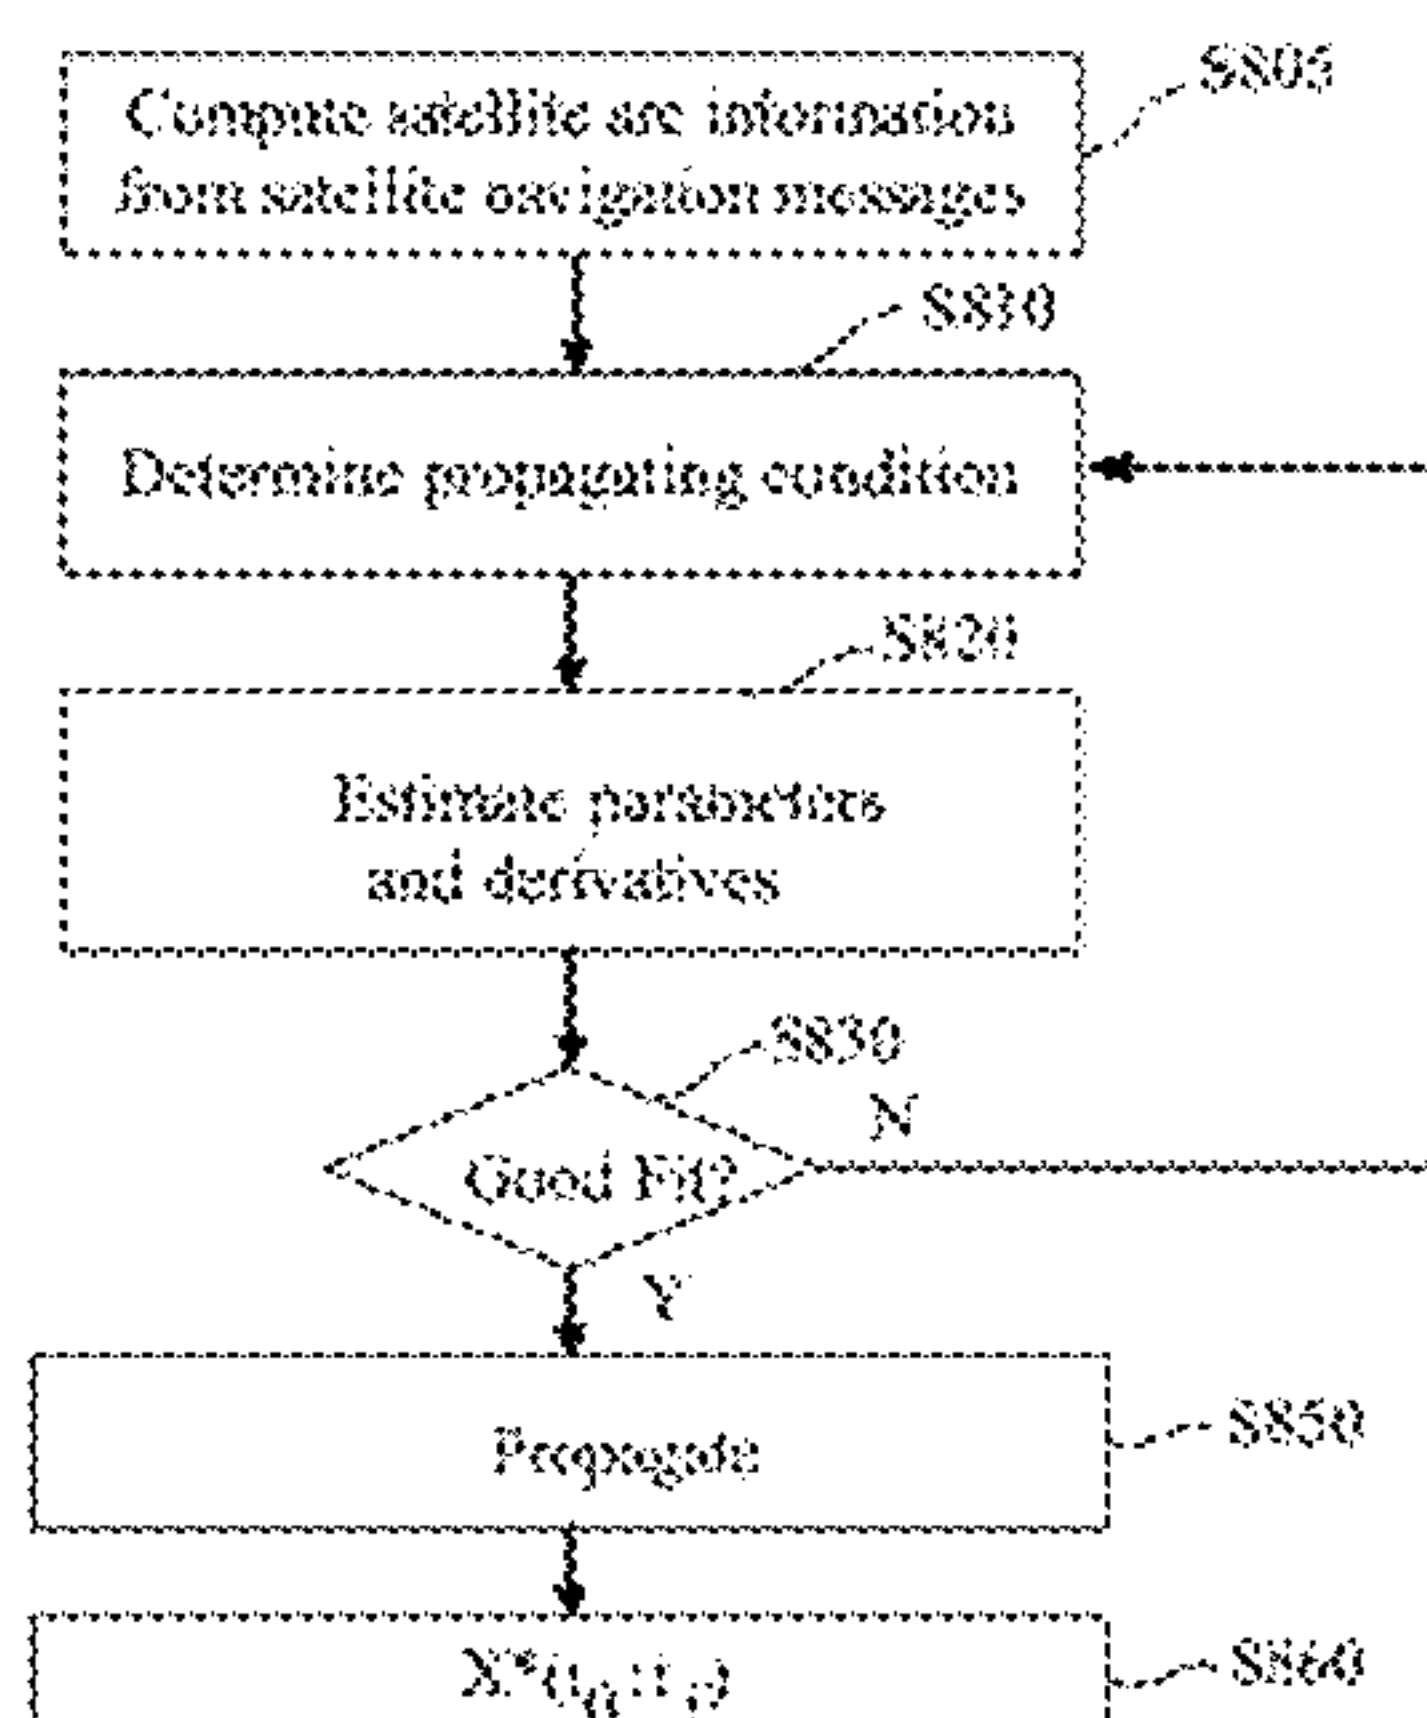 S805
Compute satellite arc information
from satellite navigation messages
S810
Determine propagating condition
S820
Estimate parameters
and derivatives
S830
N
Good Fit?
Y
Propagate
S850
S860